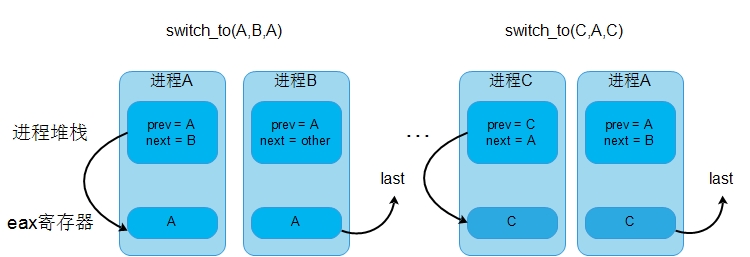 switch_to(A,B,A)
switch_to(C,A,C)
进程A
进程B
进程C
进程A
进程堆栈
prev = A
next = B
prev = A
next = other
...
prev = C
next = A
prev = A
next = B
last
last
eax寄存器
A
A
C
C